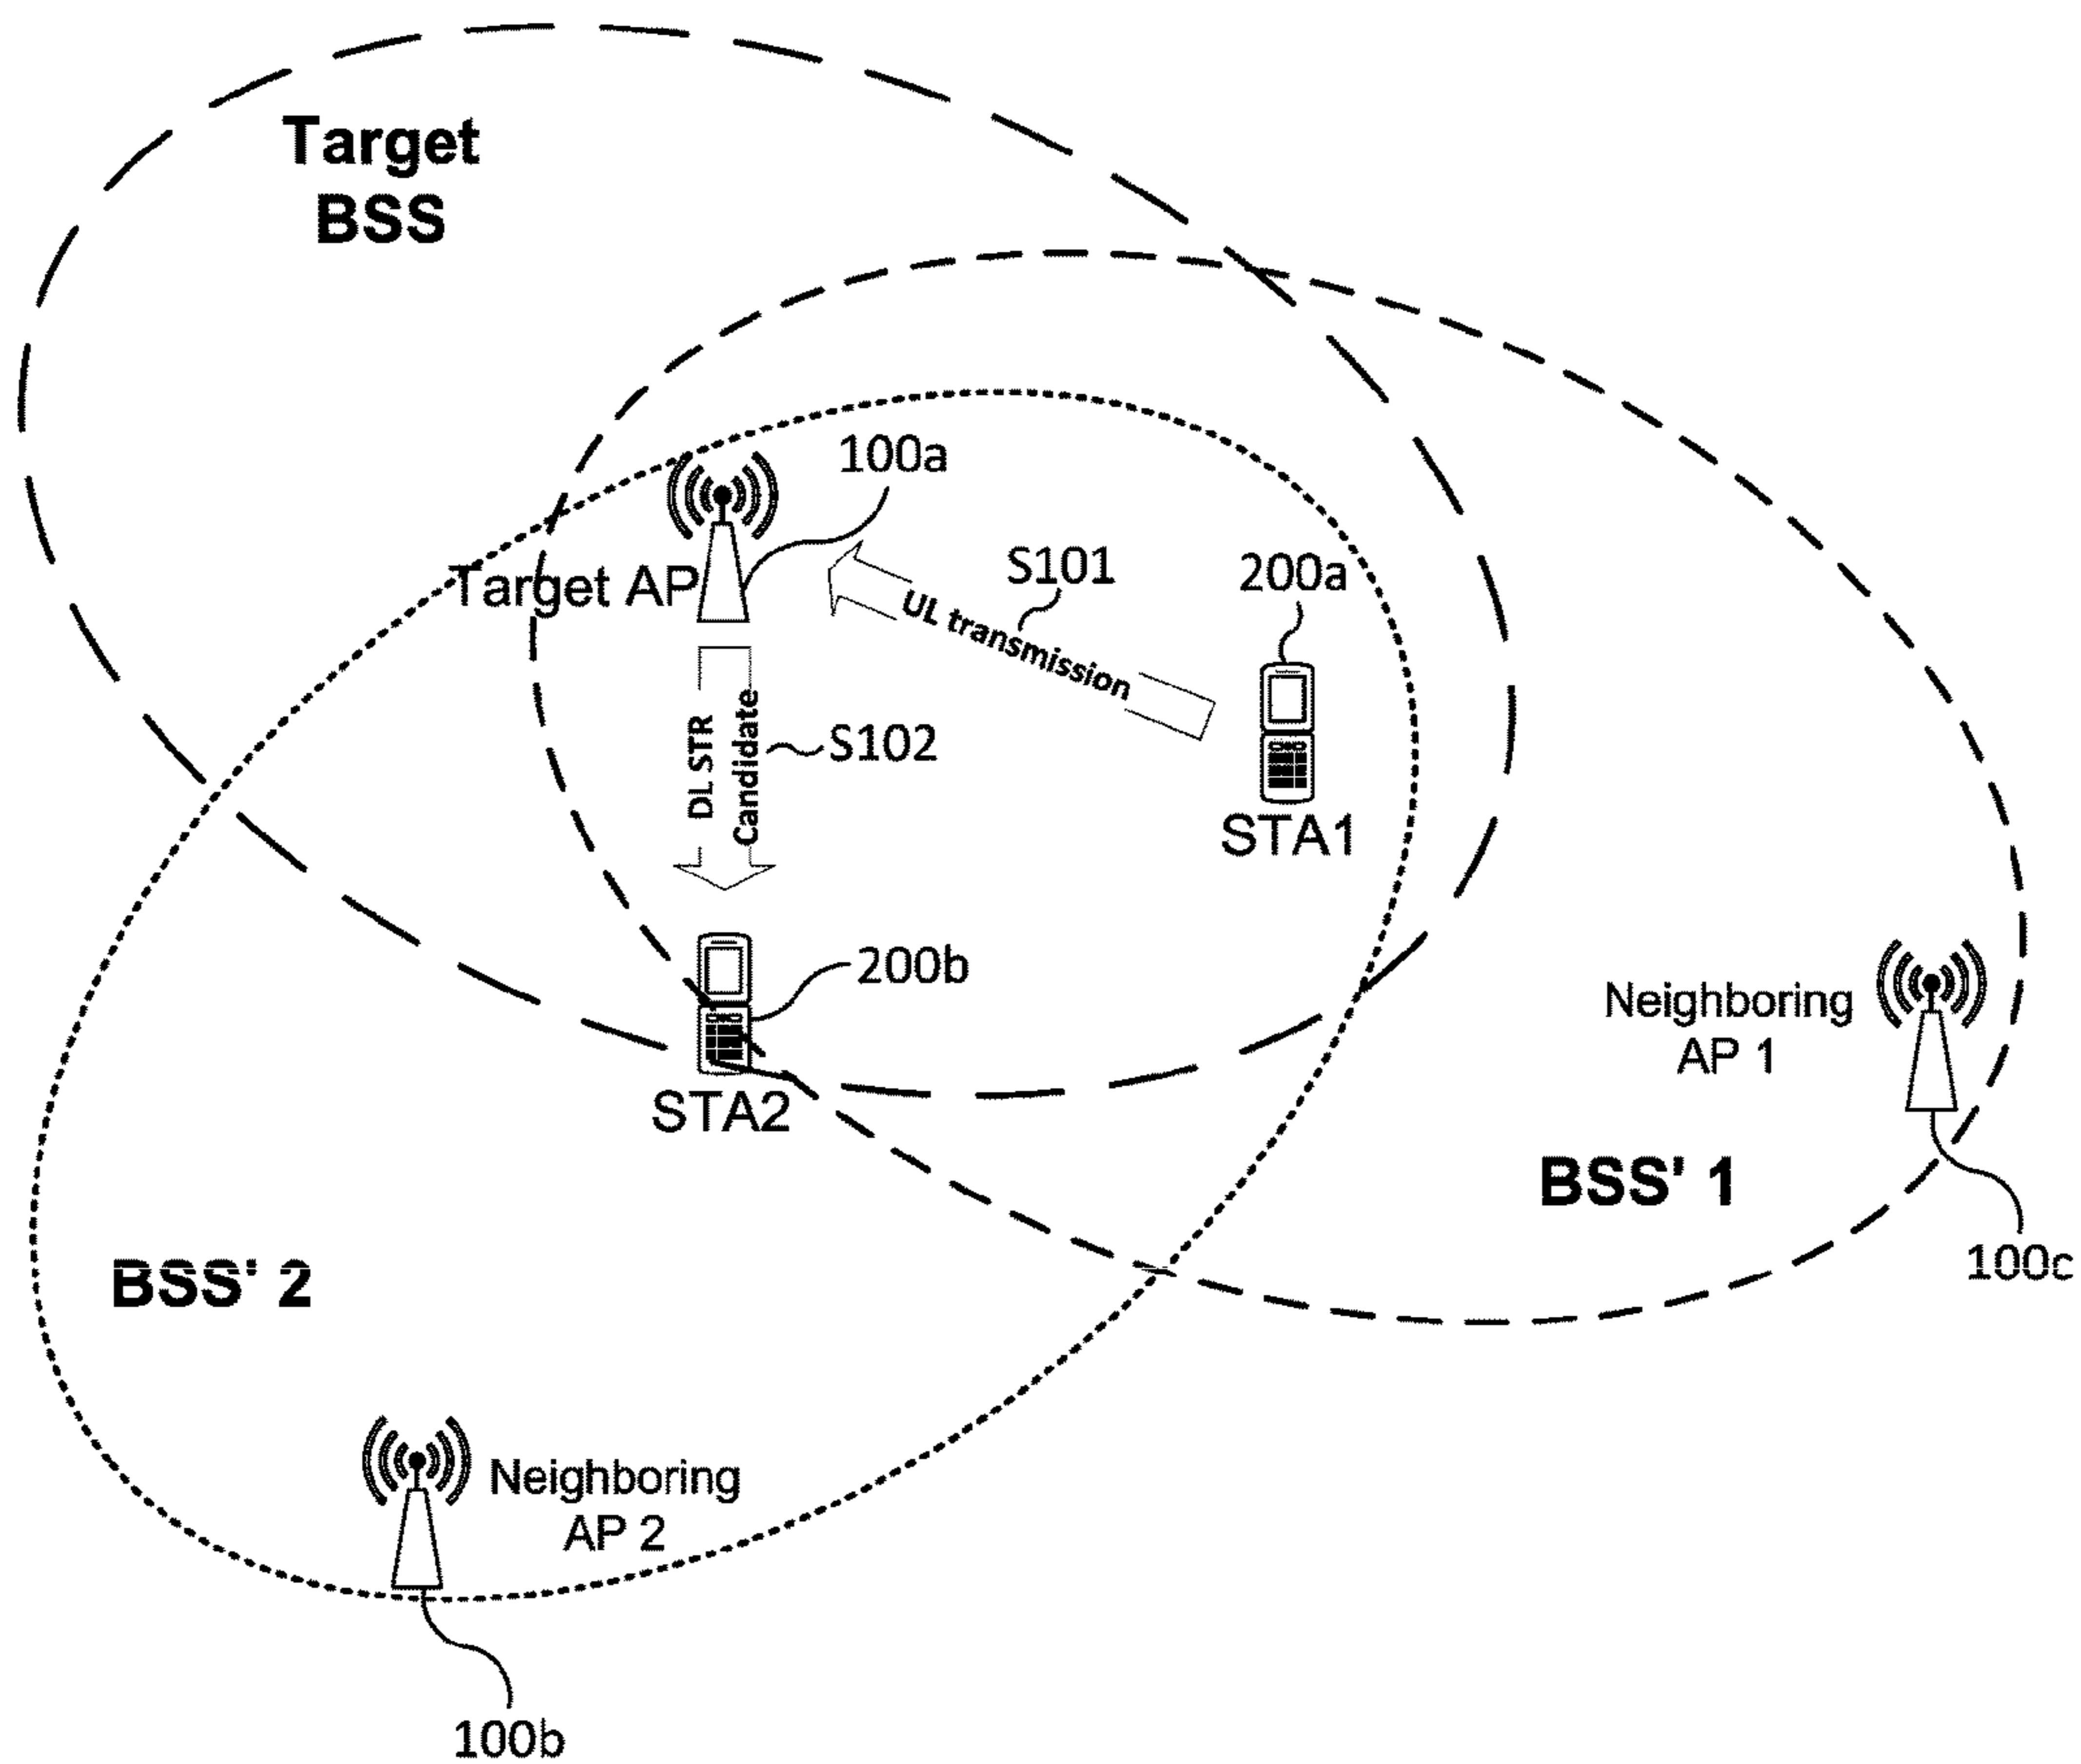 Target
BSS
100a
Target AP
S101
200a
UL transmission
DL STR
Candidate
S102
STA1
200b
STA2
Neighboring
AP 1
BSS' 1
100c
BSS' 2
Neighboring
AP 2
100b